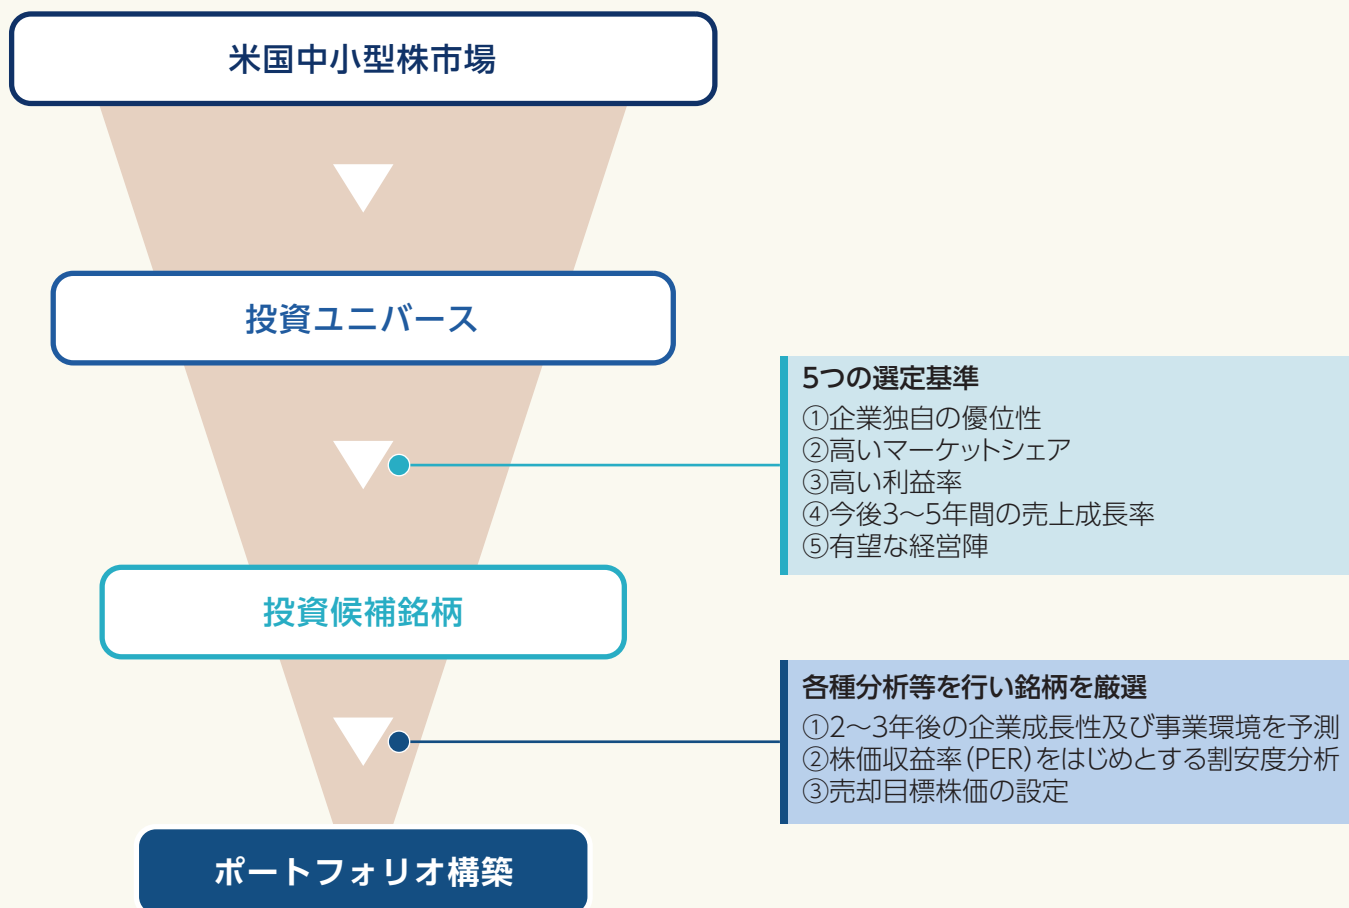 米国中小型株市場
投資ユニバース
5つの選定基準
①企業独自の優位性
②高いマーケットシェア
③高い利益率
④今後3～5年間の売上成長率
⑤有望な経営陣
投資候補銘柄
各種分析等を行い銘柄を厳選
①2～3年後の企業成長性及び事業環境を予測
②株価収益率(PER)をはじめとする割安度分析
③売却目標株価の設定
ポートフォリオ構築